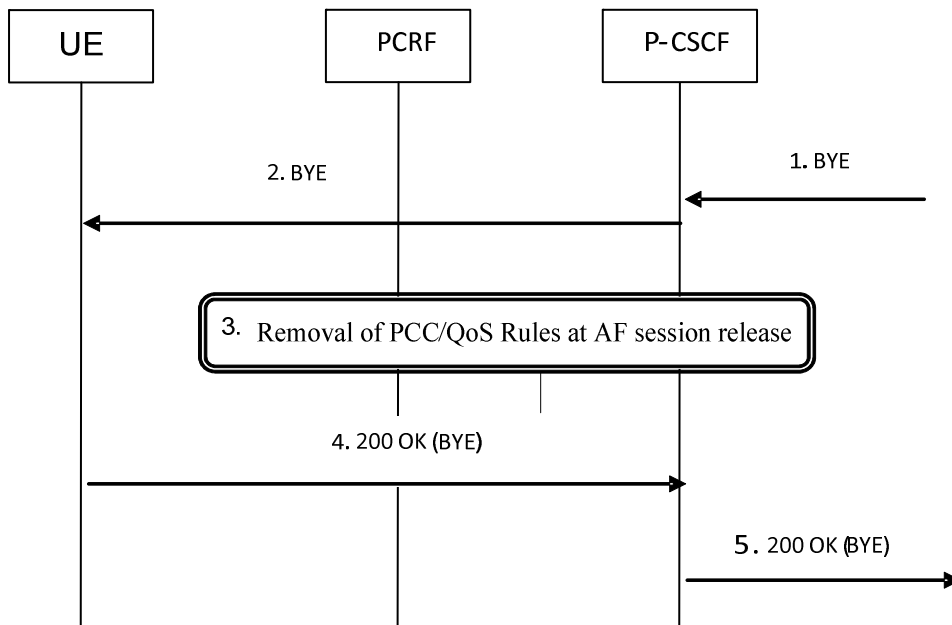 UE
PCRF
P-CSCF
1. BYE
2. BYE
3. Removal of PCC/QoS Rules at AF session release
4. 200 OK (BYE)
5. 200 OK (BYE)